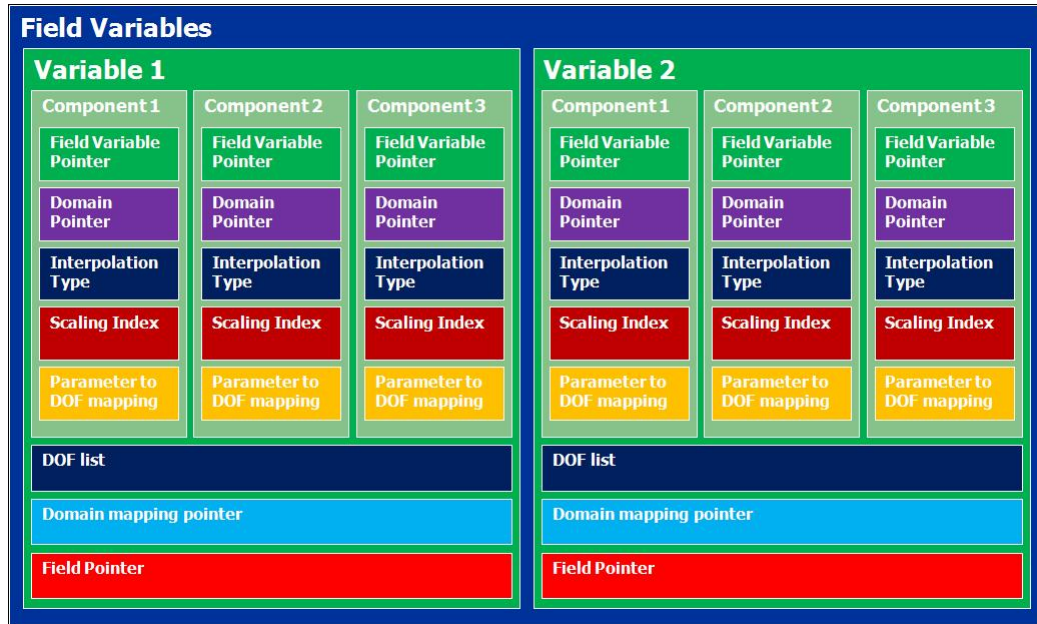 Field Variables
Variable 1
Component 1
Field Variable
Pointer
Domain
Pointer
Interpolation
Type
Scaling Index
Parameter to
DOF mapping
Component 2
Field Variable
Pointer
Domain
Pointer
Interpolation
Type
Scaling Index
Parameter to
DOF mapping
Component 3
Field Variable
Pointer
Domain
Pointer
Interpolation
Type
Scaling Index
Parameter to
DOF mapping
DOF list
Domain mapping pointer
Field Pointer
Variable 2
Component 1
Field Variable
Pointer
Domain
Pointer
Interpolation
Type
Scaling Index
Parameter to
DOF mapping
Component 2
Field Variable
Pointer
Domain
Pointer
Interpolation
Type
Scaling Index
Parameter to
DOF mapping
Component 3
Field Variable
Pointer
Domain
Pointer
Interpolation
Type
Scaling Index
Parameter to
DOF mapping
DOF list
Domain mapping pointer
Field Pointer